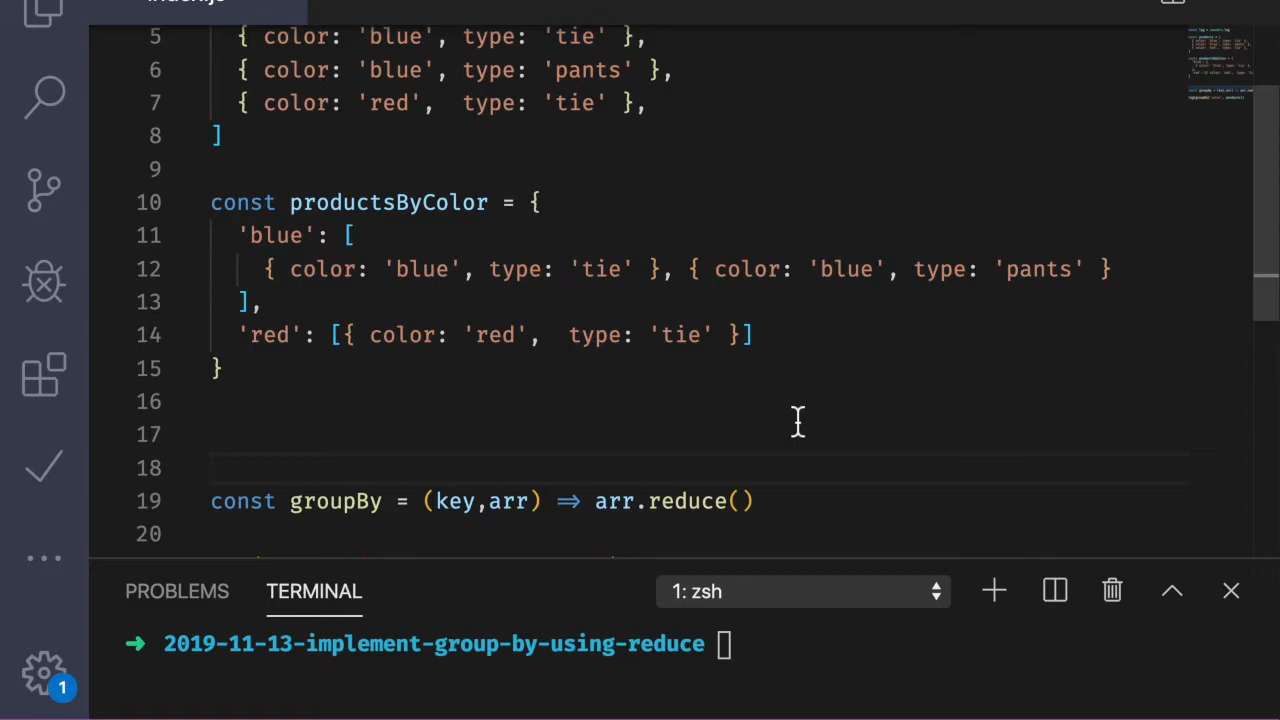 index.js
5 { color: 'blue', type: 'tie' },
6 { color: 'blue', type: 'pants' },
7 { color: 'red', type: 'tie' },
8 ]
9
10 const productsByColor = {
11 'blue': [
12 { color: 'blue', type: 'tie' }, { color: 'blue', type: 'pants' }
13 ],
14 'red': [{ color: 'red', type: 'tie' }]
15 }
16
17
18
19 const groupBy = (key,arr) => arr.reduce()
20
PROBLEMS TERMINAL 1: zsh
➜ 2019-11-13-implement-group-by-using-reduce
1